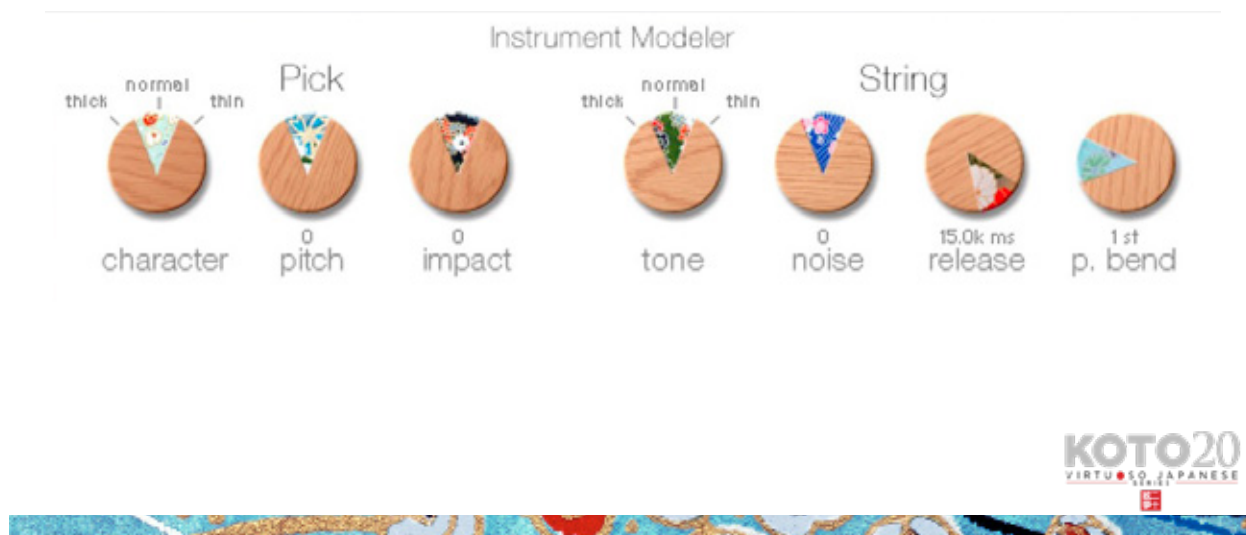 Instrument Modeler
Pick
thick normal thin
character
0
pitch
0
impact
String
thick normal thin
tone
0
noise
15.0k ms
release
1 st
p. bend
KOTO20
VIRTUOSO JAPANESE
SERIES